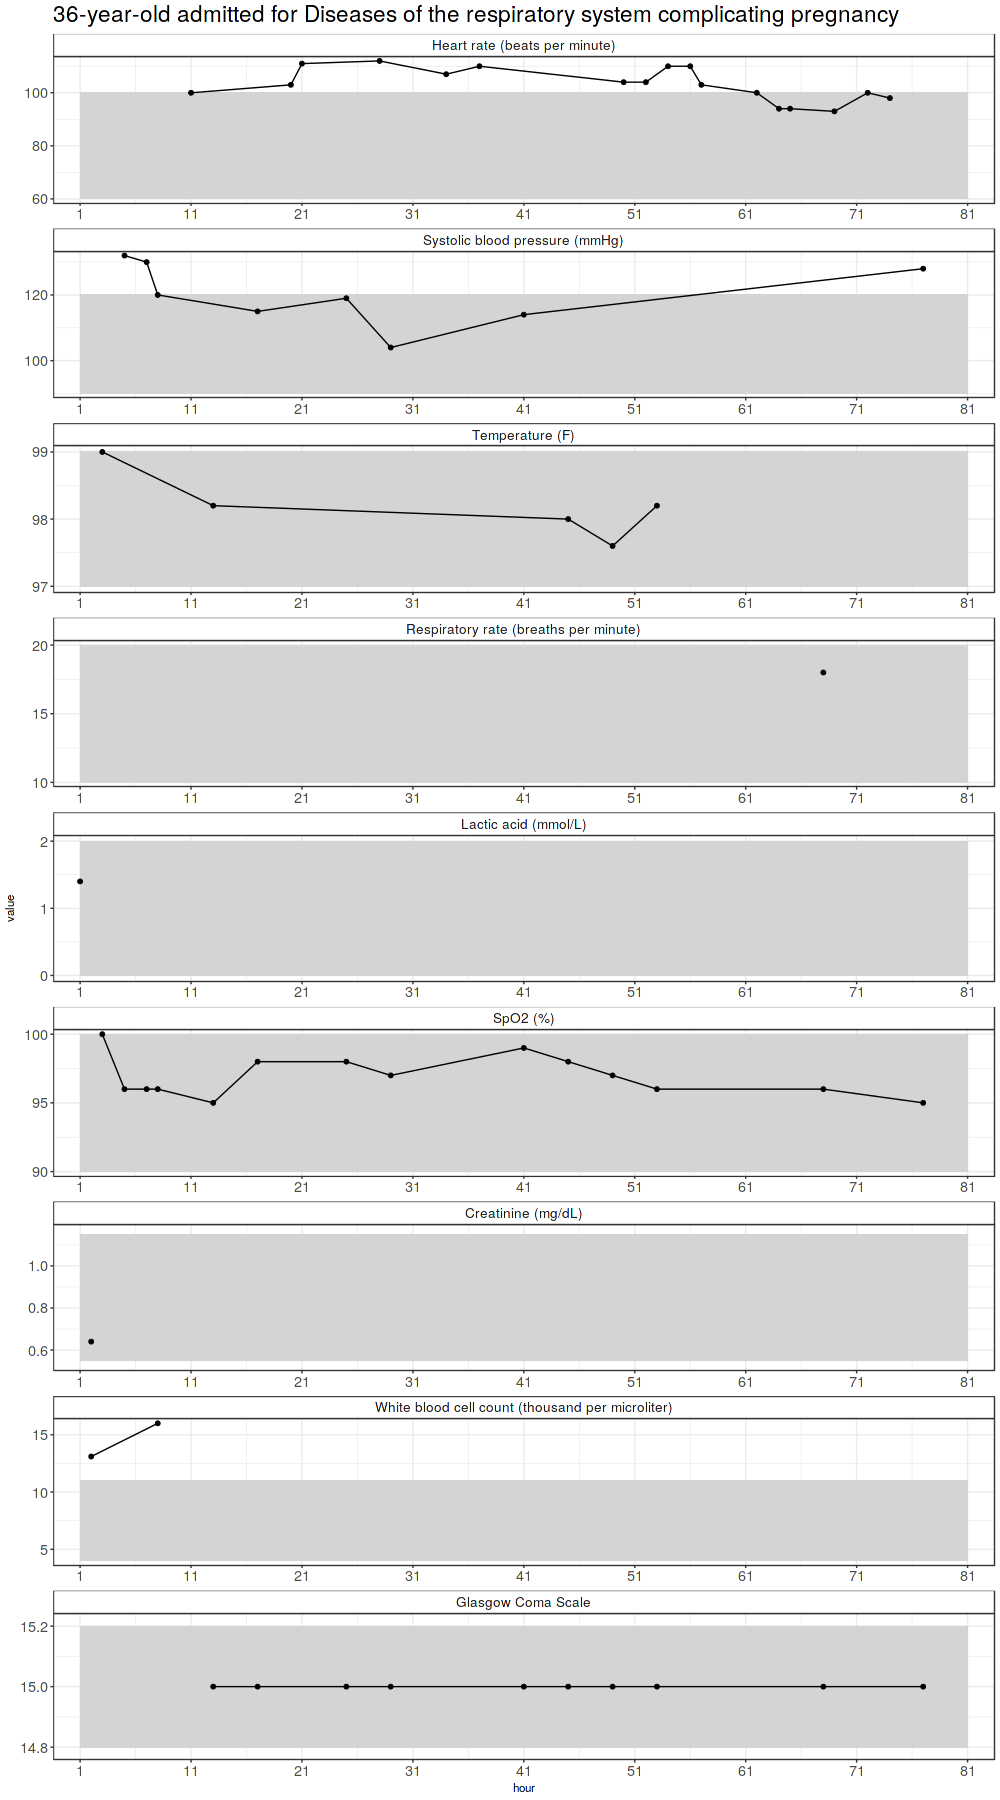 36-year-old admitted for Diseases of the respiratory system complicating pregnancy
Heart rate (beats per minute)
100
80
60
1 11 21 31 41 51 61 71 81
Systolic blood pressure (mmHg)
120
100
1 11 21 31 41 51 61 71 81
Temperature (F)
99
98
97
1 11 21 31 41 51 61 71 81
Respiratory rate (breaths per minute)
20
15
10
1 11 21 31 41 51 61 71 81
Lactic acid (mmol/L)
2
1
0
1 11 21 31 41 51 61 71 81
value
SpO2 (%)
100
95
90
1 11 21 31 41 51 61 71 81
Creatinine (mg/dL)
1.0
0.8
0.6
1 11 21 31 41 51 61 71 81
White blood cell count (thousand per microliter)
15
10
5
1 11 21 31 41 51 61 71 81
Glasgow Coma Scale
15.2
15.0
14.8
1 11 21 31 41 51 61 71 81
hour